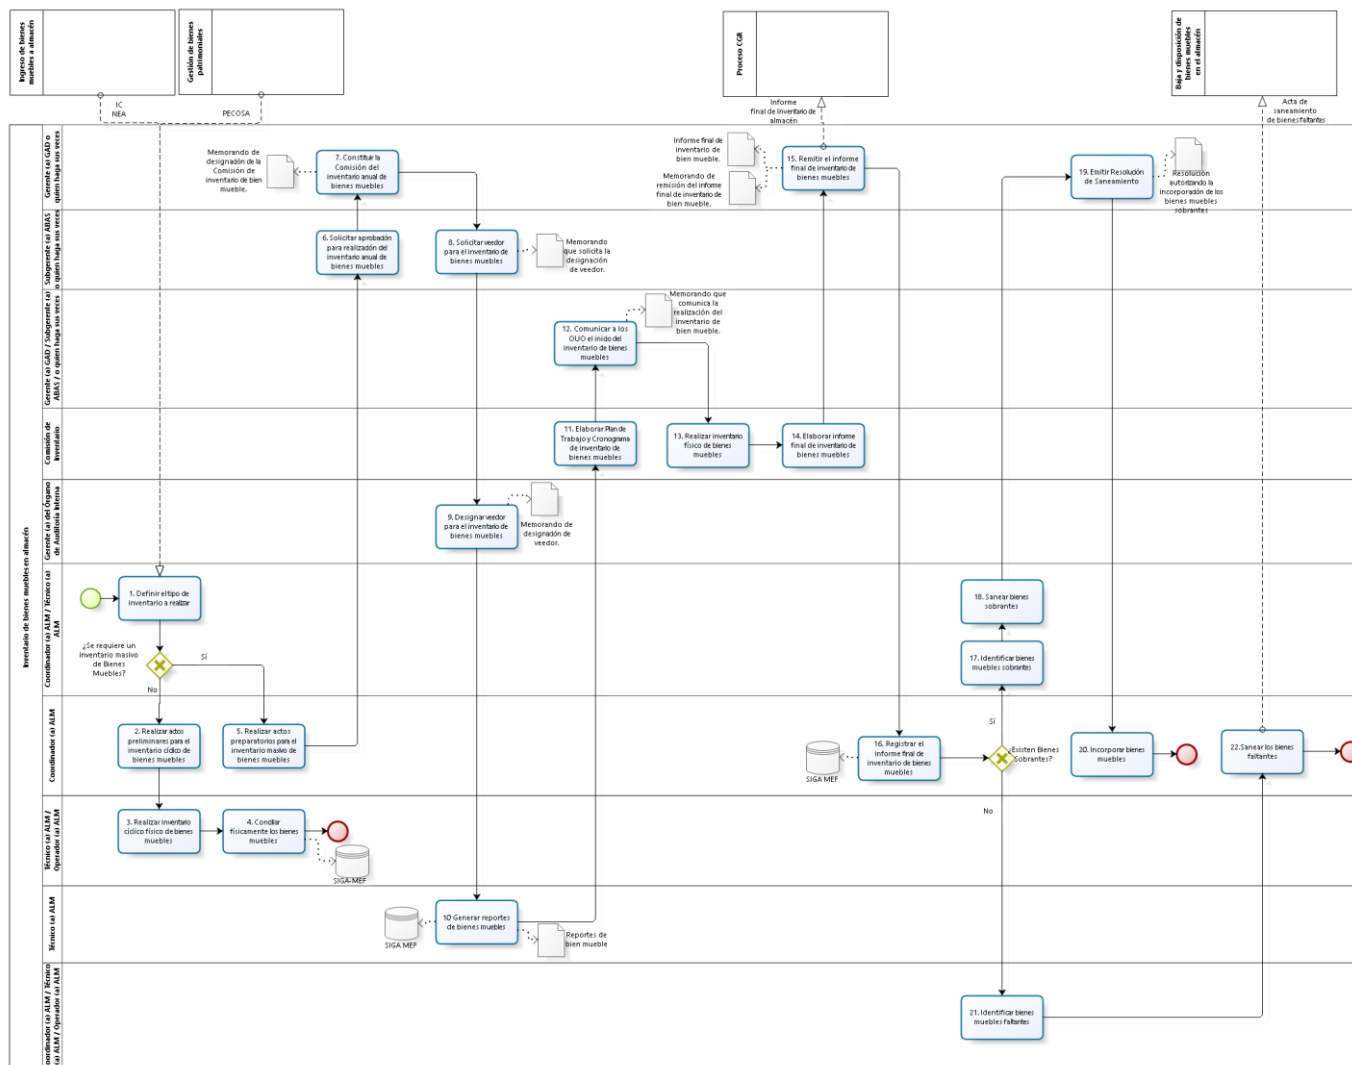 Ingreso de bienes
muebles a almacén
Gestión de bienes
patrimoniales
Proceso CGR
Baja y disposición de
bienes muebles
en el almacén
IC
NEA
PECOSA
Informe
final de Inventario de
almacén
Acta de
saneamiento
de bienes faltantes
Inventario de bienes muebles en almacén
Gerente (a) GAD o
quien haga sus veces
Memorando de
designación de la
Comisión de
inventario de bien
mueble.
7. Constituir la
Comisión del
inventario anual de
bienes muebles
Informe final de
inventario de
bien mueble.
Memorando de
remisión del informe
final de inventario de
bien mueble.
15. Remitir el informe
final de inventario de
bienes muebles
19. Emitir Resolución
de Saneamiento
Resolución
autorizando la
incorporación de los
bienes muebles
sobrantes
Subgerente (a) ABAS
o quien haga sus veces
6. Solicitar aprobación
para realización del
inventario anual de
bienes muebles
8. Solicitar veedor
para el inventario de
bienes muebles
Memorando
que solicita la
designación
de veedor.
Gerente (a) GAD / Subgerente (a)
ABAS / o quien haga sus veces
12. Comunicar a los
OUO el inicio del
inventario de bienes
muebles
Memorando que
comunica la
realización del
inventario de
bien mueble.
Comisión de
Inventario
11. Elaborar Plan de
Trabajo y Cronograma
de inventario de
bienes muebles
13. Realizar inventario
físico de bienes
muebles
14. Elaborar informe
final de inventario de
bienes muebles
Gerente (a) del Órgano
de Auditoría Interna
9. Designar veedor
para el inventario de
bienes muebles
Memorando de
designación de
veedor.
Coordinador (a) ALM / Técnico (a)
ALM
1. Definir el tipo de
inventario a realizar
¿Se requiere un
inventario masivo
de Bienes
Muebles?
Sí
No
18. Sanear bienes
sobrantes
17. Identificar bienes
muebles sobrantes
Coordinador (a) ALM
2. Realizar actos
preliminares para el
inventario cíclico de
bienes muebles
5. Realizar actos
preparatorios para el
inventario masivo de
bienes muebles
SIGA MEF
16. Registrar el
informe final de
inventario de bienes
muebles
Sí
¿Existen Bienes
Sobrantes?
No
20. Incorporar bienes
muebles
22.Sanear los bienes
faltantes
Técnico (a) ALM /
Operador (a) ALM
3. Realizar inventario
cíclico físico de bienes
muebles
4. Conciliar
físicamente los bienes
muebles
SIGA-MEF
Técnico (a) ALM
SIGA MEF
10 Generar reportes
de bienes muebles
Reportes de
bien mueble
oordinador (a) ALM / Técnico
(a) ALM / Operador (a) ALM
21. Identificar bienes
muebles faltantes